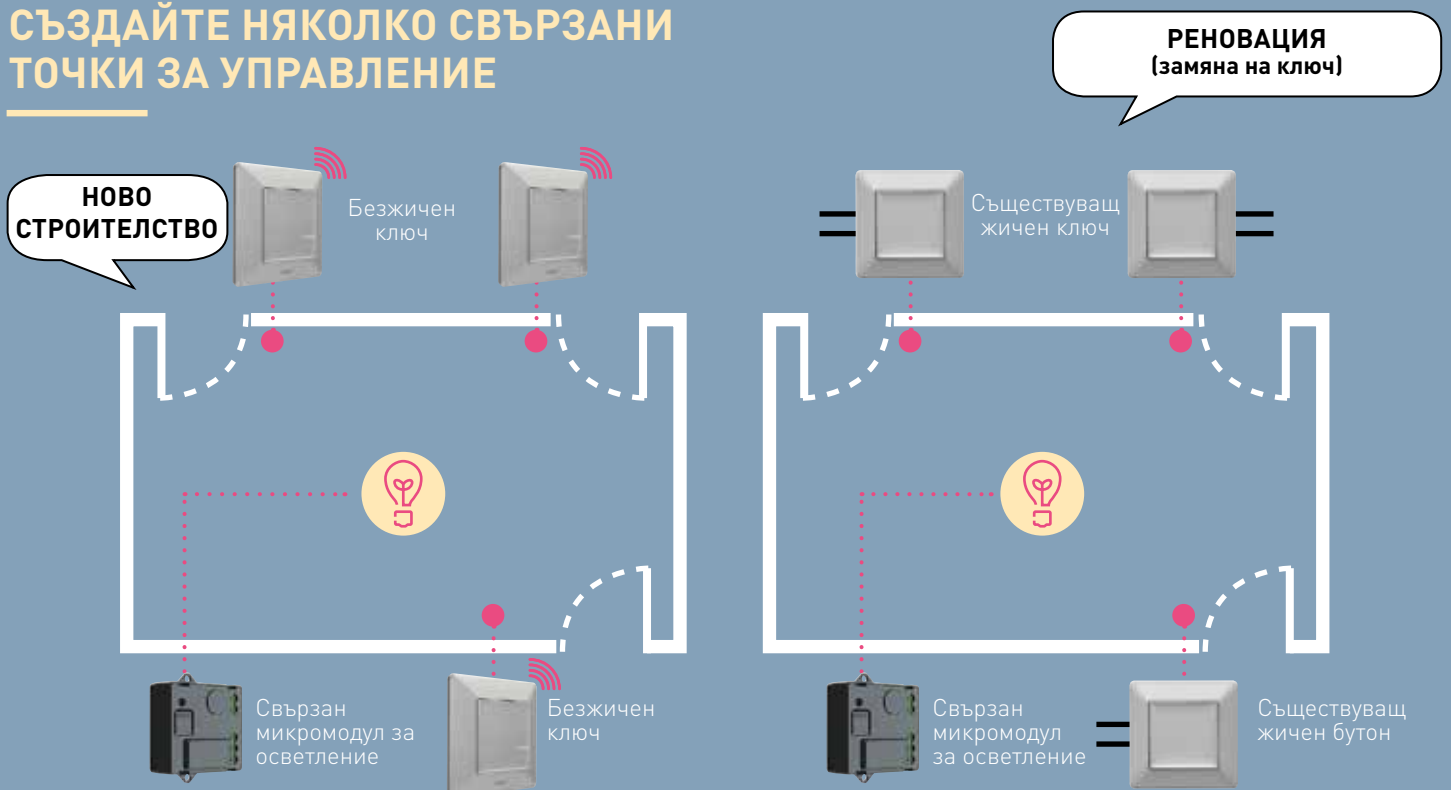 СЪЗДАЙТЕ НЯКОЛКО СВЪРЗАНИ
ТОЧКИ ЗА УПРАВЛЕНИЕ
РЕНОВАЦИЯ
(замяна на ключ)
НОВО
СТРОИТЕЛСТВО
Безжичен
ключ
Съществуващ
жичен ключ
Свързан
микромодул за
осветление
Безжичен
ключ
Свързан
микромодул
за осветление
Съществуващ
жичен бутон